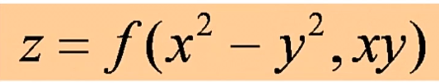 z = f(x² − y², xy)